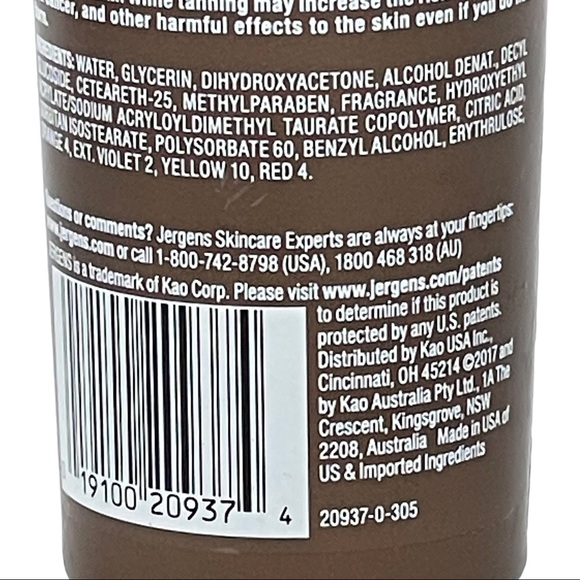 while tanning may increase the
cancer, and other harmful effects to the skin even if you do
burn.
INGREDIENTS: WATER, GLYCERIN, DIHYDROXYACETONE, ALCOHOL DENAT., DECYL
GLUCOSIDE, CETEARETH-25, METHYLPARABEN, FRAGRANCE, HYDROXYETHYL
ACRYLATE/SODIUM ACRYLOYLDIMETHYL TAURATE COPOLYMER, CITRIC ACID,
SORBITAN ISOSTEARATE, POLYSORBATE 60, BENZYL ALCOHOL, ERYTHRULOSE,
ORANGE 4, EXT. VIOLET 2, YELLOW 10, RED 4.
Questions or comments? Jergens Skincare Experts are always at your fingertips:
www.jergens.com or call 1-800-742-8798 (USA), 1800 468 318 (AU)
JERGENS is a trademark of Kao Corp. Please visit www.jergens.com/patents
to determine if this product is
protected by any U.S. patents.
Distributed by Kao USA Inc.,
Cincinnati, OH 45214 ©2017 and
by Kao Australia Pty Ltd., 1A The
Crescent, Kingsgrove, NSW
2208, Australia Made in USA of
US & Imported Ingredients
19100 20937 4
20937-0-305